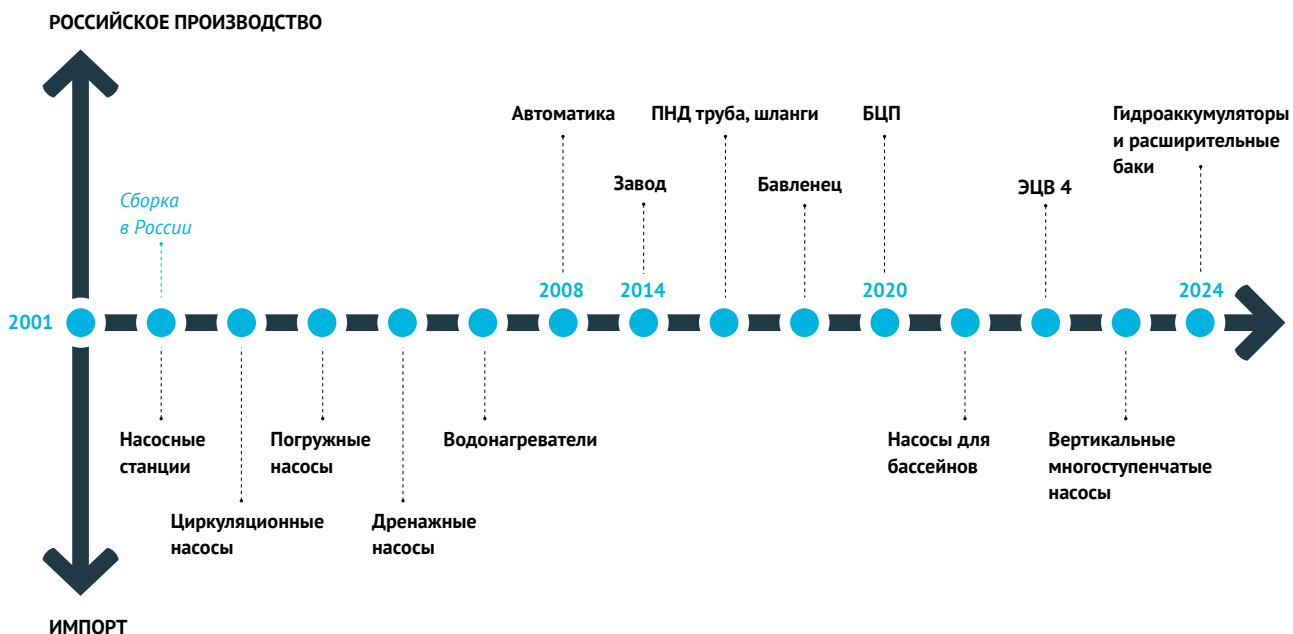 РОССИЙСКОЕ ПРОИЗВОДСТВО
Автоматика
ПНД труба, шланги
БЦП
Гидроаккумуляторы
и расширительные
баки
Завод
Бавленец
ЭЦВ 4
Сборка
в России
2001
2008
2014
2020
2024
Насосные
станции
Погружные
насосы
Водонагреватели
Насосы для
бассейнов
Вертикальные
многоступенчатые
насосы
Циркуляционные
насосы
Дренажные
насосы
ИМПОРТ